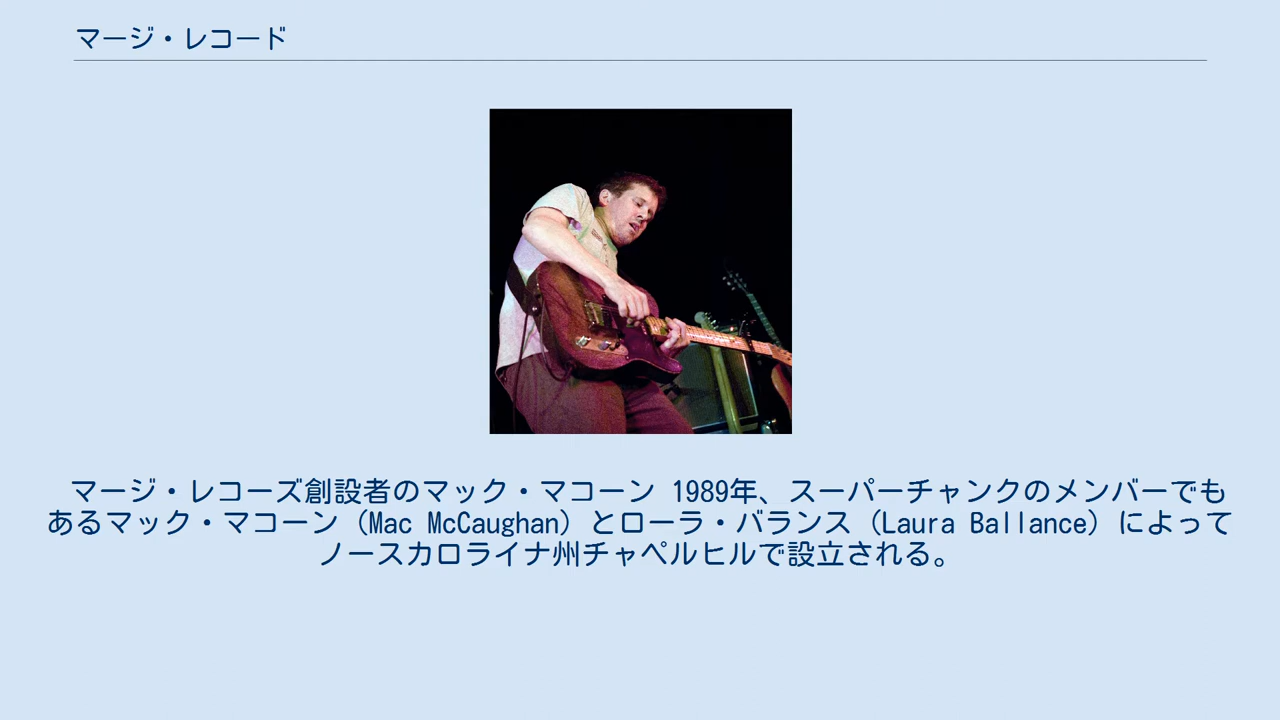 マージ・レコード
マージ・レコーズ創設者のマック・マコーン 1989年、スーパーチャンクのメンバーでも
あるマック・マコーン（Mac McCaughan）とローラ・バランス（Laura Ballance）によって
ノースカロライナ州チャペルヒルで設立される。